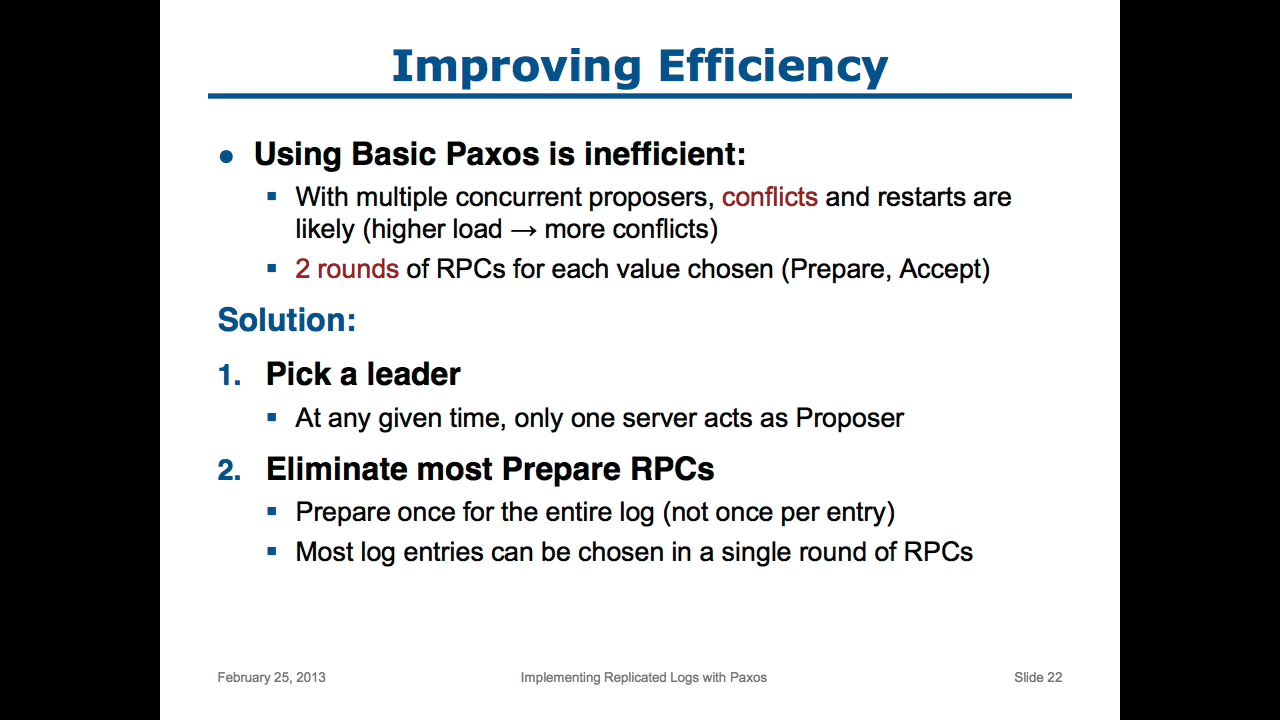 Improving Efficiency
● Using Basic Paxos is inefficient:
▪ With multiple concurrent proposers, conflicts and restarts are
likely (higher load → more conflicts)
▪ 2 rounds of RPCs for each value chosen (Prepare, Accept)
Solution:
1. Pick a leader
▪ At any given time, only one server acts as Proposer
2. Eliminate most Prepare RPCs
▪ Prepare once for the entire log (not once per entry)
▪ Most log entries can be chosen in a single round of RPCs
February 25, 2013 Implementing Replicated Logs with Paxos Slide 22